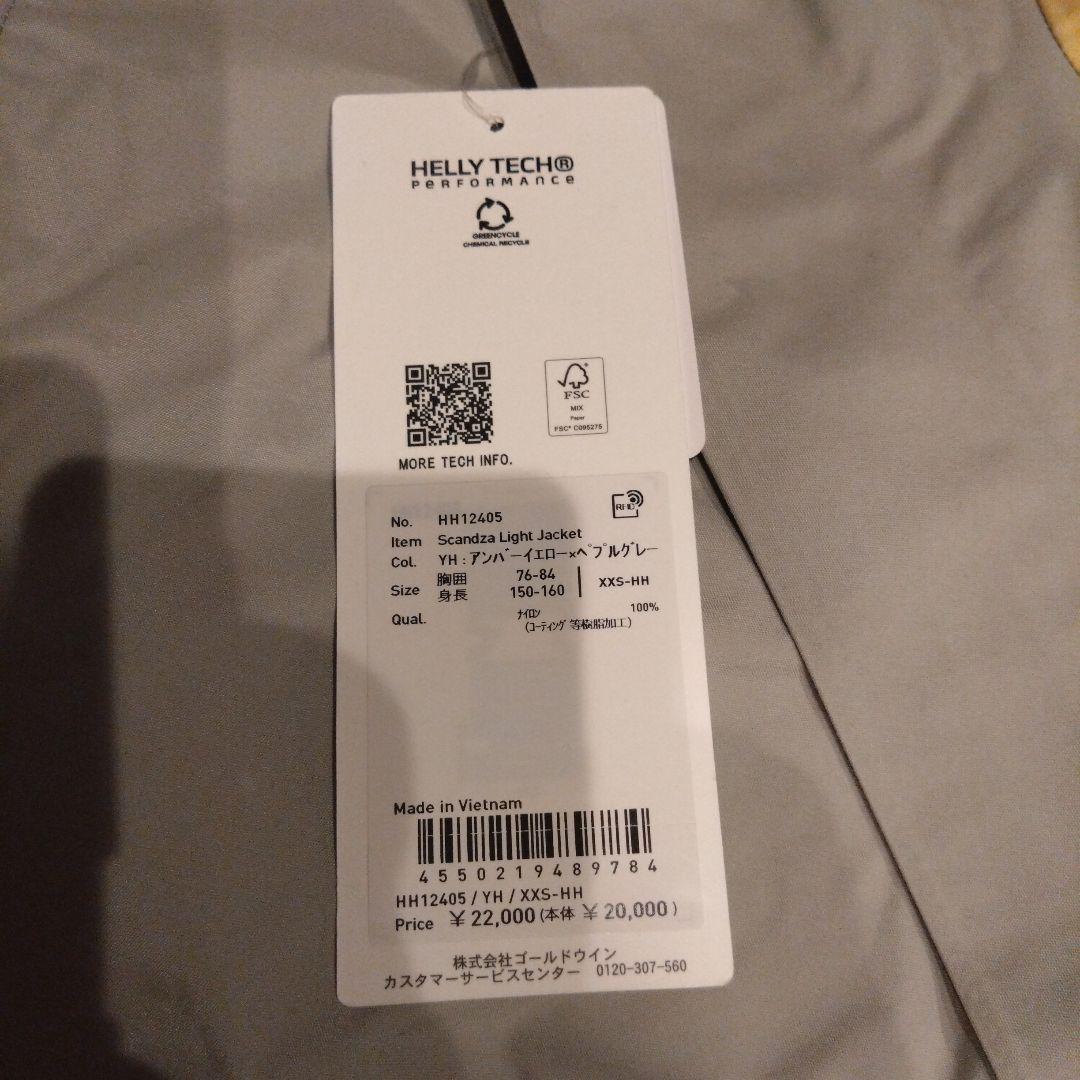 HELLY TECH®
PERFORMANCE
GREENCYCLE
CHEMICAL RECYCLE
FSC
MIX
Paper
FSC® C095275
MORE TECH INFO.
RFID
No. HH12405
Item Scandza Light Jacket
Col. YH : アンバーイエロー×ペプルグレー
Size 胸囲 76-84 XXS-HH
身長 150-160
Qual. ナイロン 100%
(コーティング等樹脂加工)
Made in Vietnam
4550219489784
HH12405 / YH / XXS-HH
Price ¥ 22,000 (本体 ¥ 20,000 )
株式会社ゴールドウイン
カスタマーサービスセンター 0120-307-560